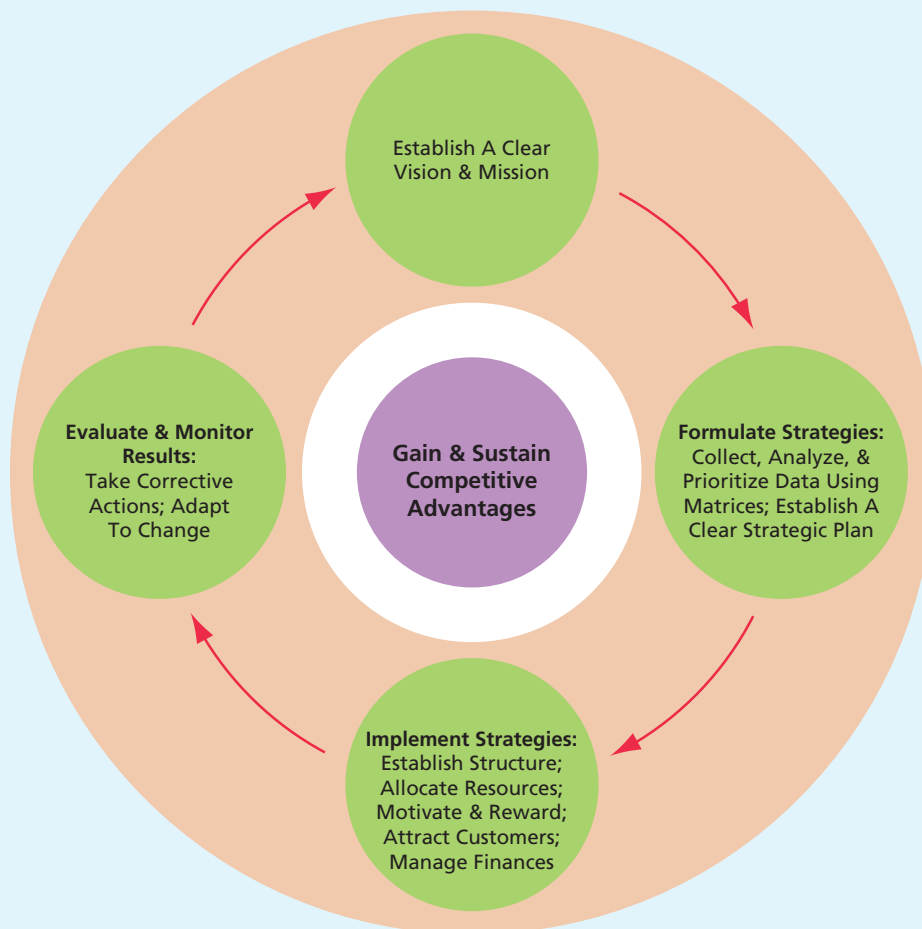 Establish A Clear
Vision & Mission
Formulate Strategies:
Collect, Analyze, &
Prioritize Data Using
Matrices; Establish A
Clear Strategic Plan
Implement Strategies:
Establish Structure;
Allocate Resources;
Motivate & Reward;
Attract Customers;
Manage Finances
Evaluate & Monitor
Results:
Take Corrective
Actions; Adapt
To Change
Gain & Sustain
Competitive
Advantages